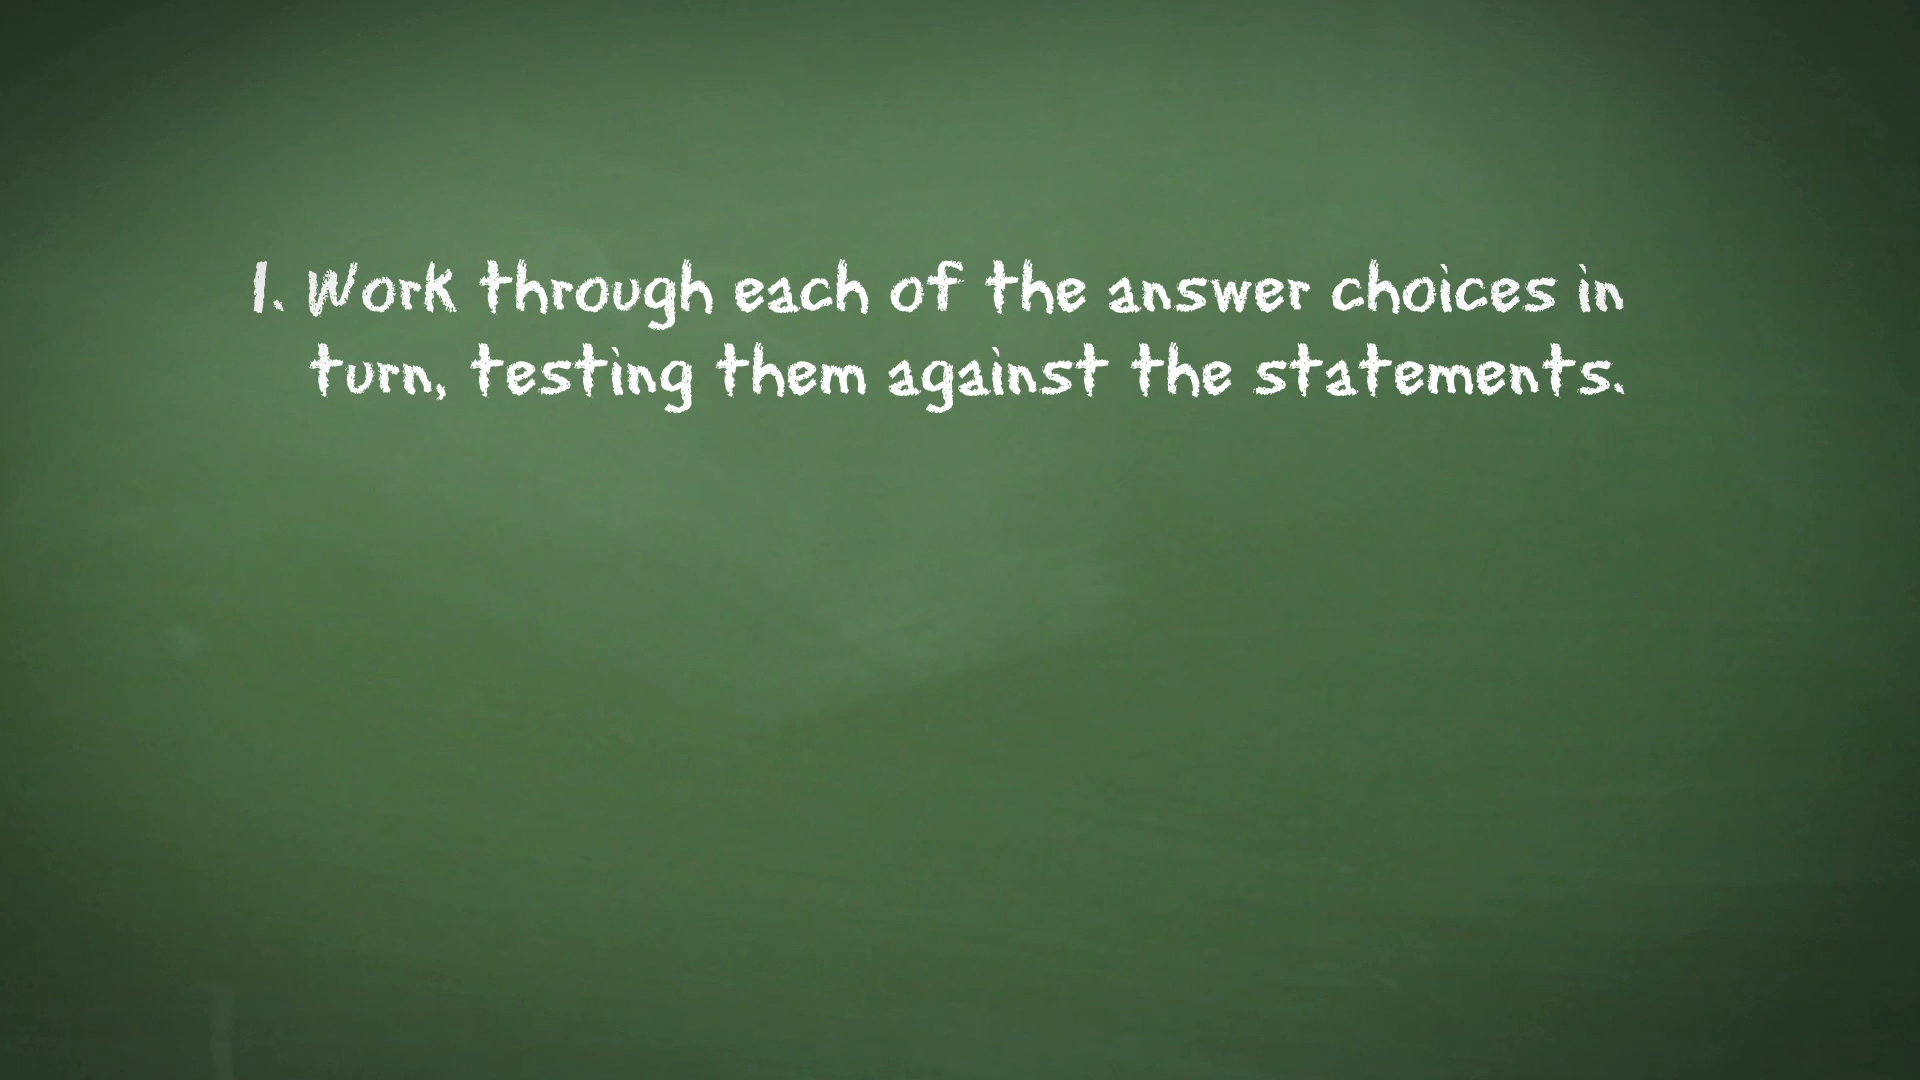 1. Work through each of the answer choices in
turn, testing them against the statements.